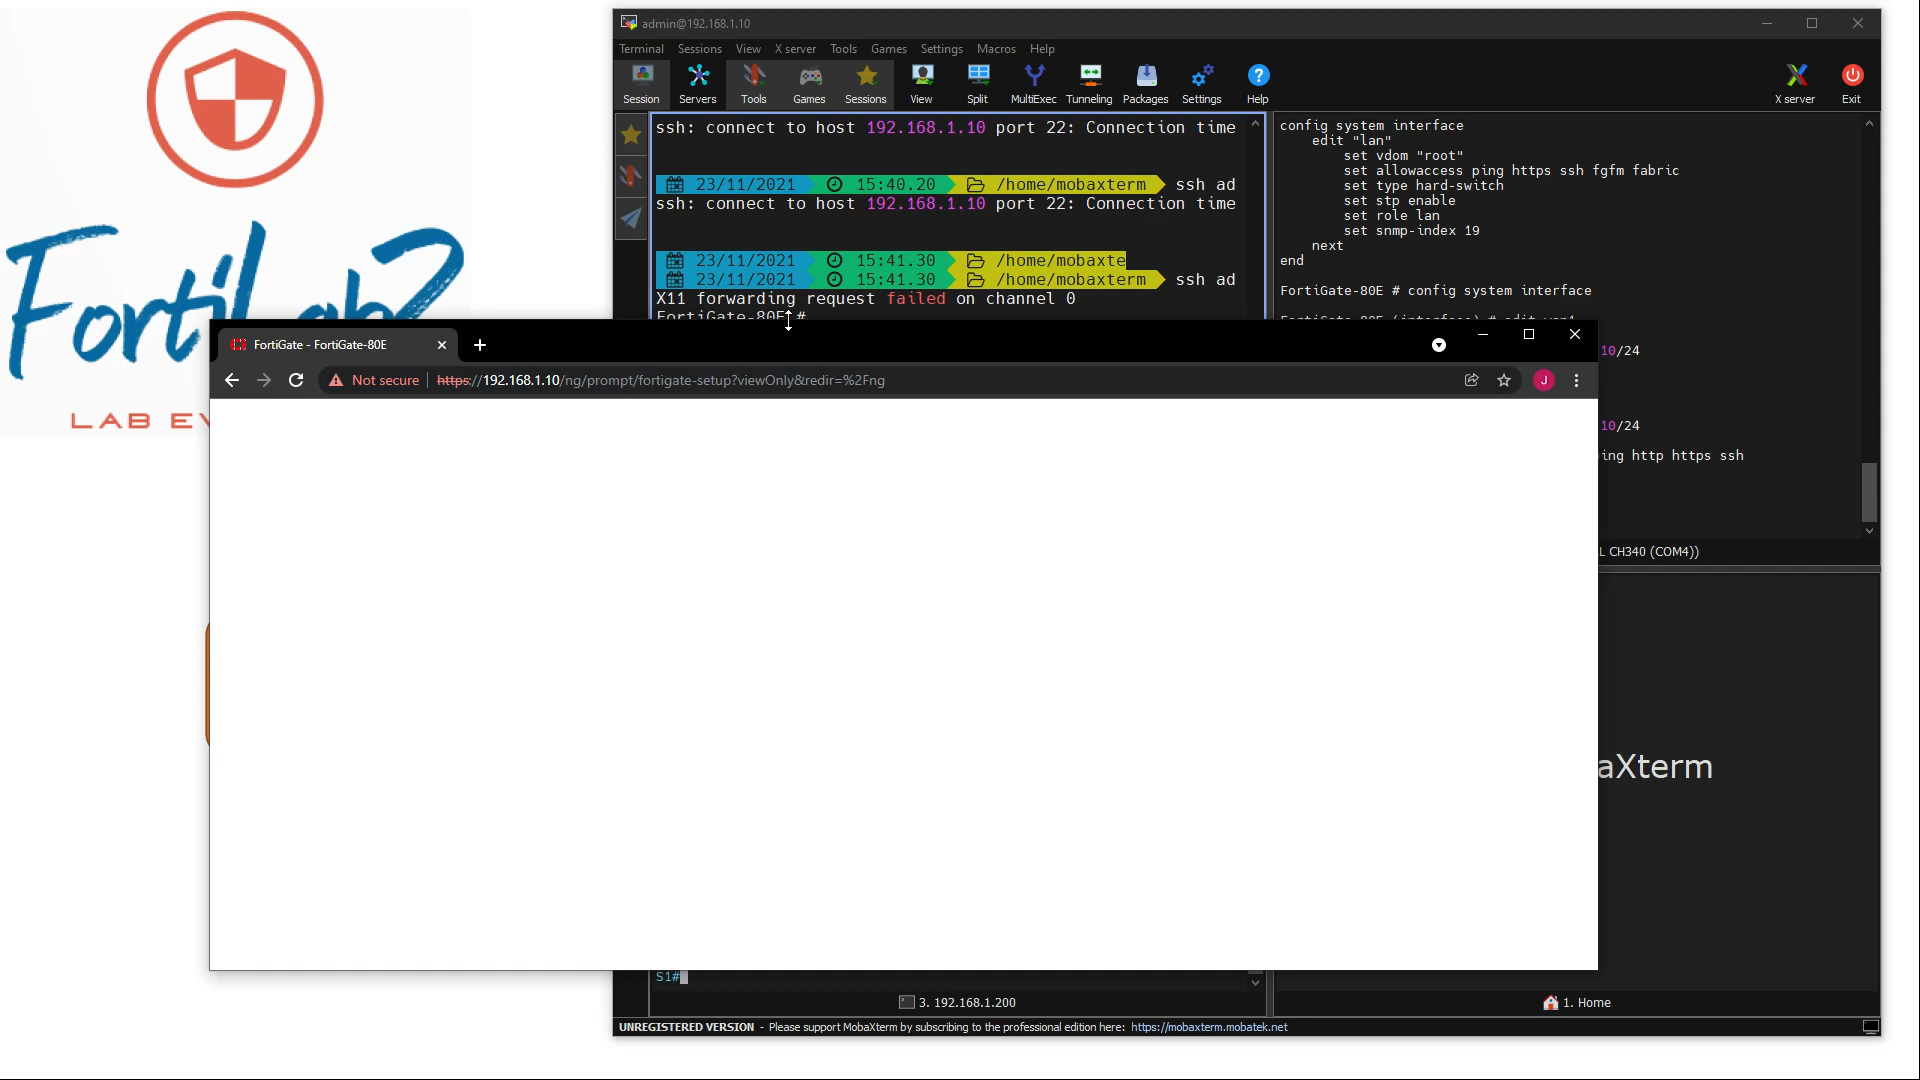 FortiLab2
LAB EV
admin@192.168.1.10
Terminal Sessions View X server Tools Games Settings Macros Help
Session Servers Tools Games Sessions View Split MultiExec Tunneling Packages Settings Help X server Exit
ssh: connect to host 192.168.1.10 port 22: Connection time
23/11/2021 15:40.20 /home/mobaxterm ssh ad
ssh: connect to host 192.168.1.10 port 22: Connection time
23/11/2021 15:41.30 /home/mobaxte
23/11/2021 15:41.30 /home/mobaxterm ssh ad
X11 forwarding request failed on channel 0
FortiGate-80E #
config system interface
edit "lan"
set vdom "root"
set allowaccess ping https ssh fgfm fabric
set type hard-switch
set stp enable
set role lan
set snmp-index 19
next
end
FortiGate-80E # config system interface
FortiGate-80E (interface) # edit wan1
10/24
10/24
ing http https ssh
L CH340 (COM4))
FortiGate - FortiGate-80E
Not secure https://192.168.1.10/ng/prompt/fortigate-setup?viewOnly&redir=%2Fng
J
aXterm
S1#
3. 192.168.1.200
1. Home
UNREGISTERED VERSION - Please support MobaXterm by subscribing to the professional edition here: https://mobaxterm.mobatek.net